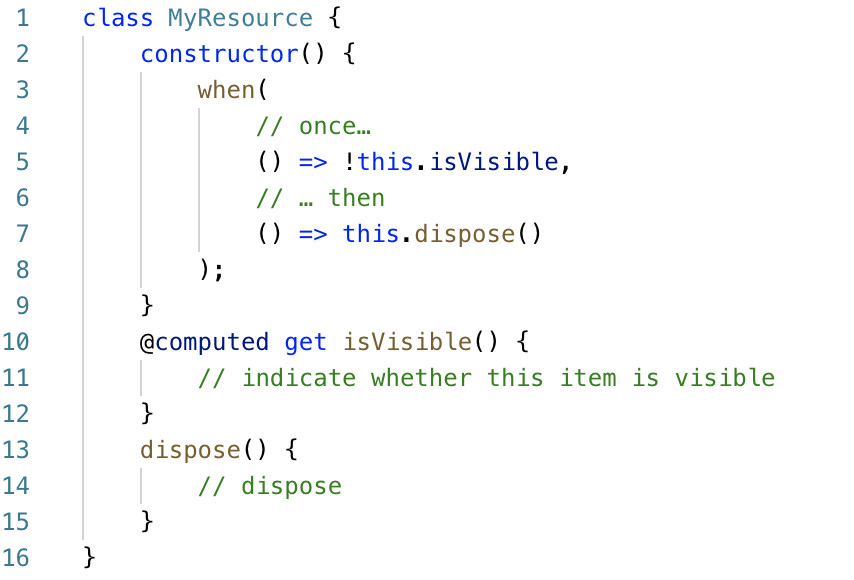 1 class MyResource {
2 constructor() {
3 when(
4 // once…
5 () => !this.isVisible,
6 // … then
7 () => this.dispose()
8 );
9 }
10 @computed get isVisible() {
11 // indicate whether this item is visible
12 }
13 dispose() {
14 // dispose
15 }
16 }